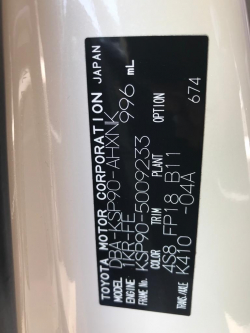 TOYOTA MOTOR CORPORATION JAPAN
MODEL DBA-KSP90-AHXNK
ENGINE 1KR-FE 996 mL
FRAME No. KSP90-5009233
COLOR TRIM PLANT OPTION
4S8 FP18 B11 674
TRANS/AXLE K410 -04A